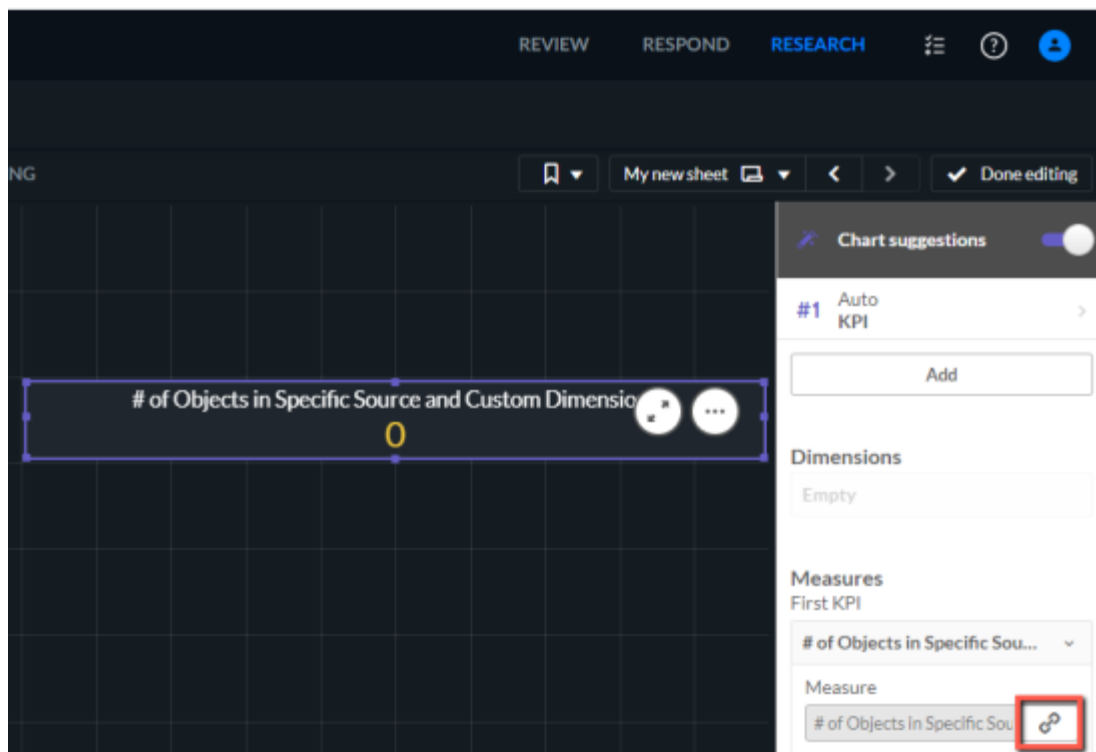 REVIEW RESPOND RESEARCH ?
NG My new sheet Done editing
Chart suggestions
#1 Auto
KPI
Add
# of Objects in Specific Source and Custom Dimensio
0
Dimensions
Empty
Measures
First KPI
# of Objects in Specific Sou...
Measure
# of Objects in Specific Sou